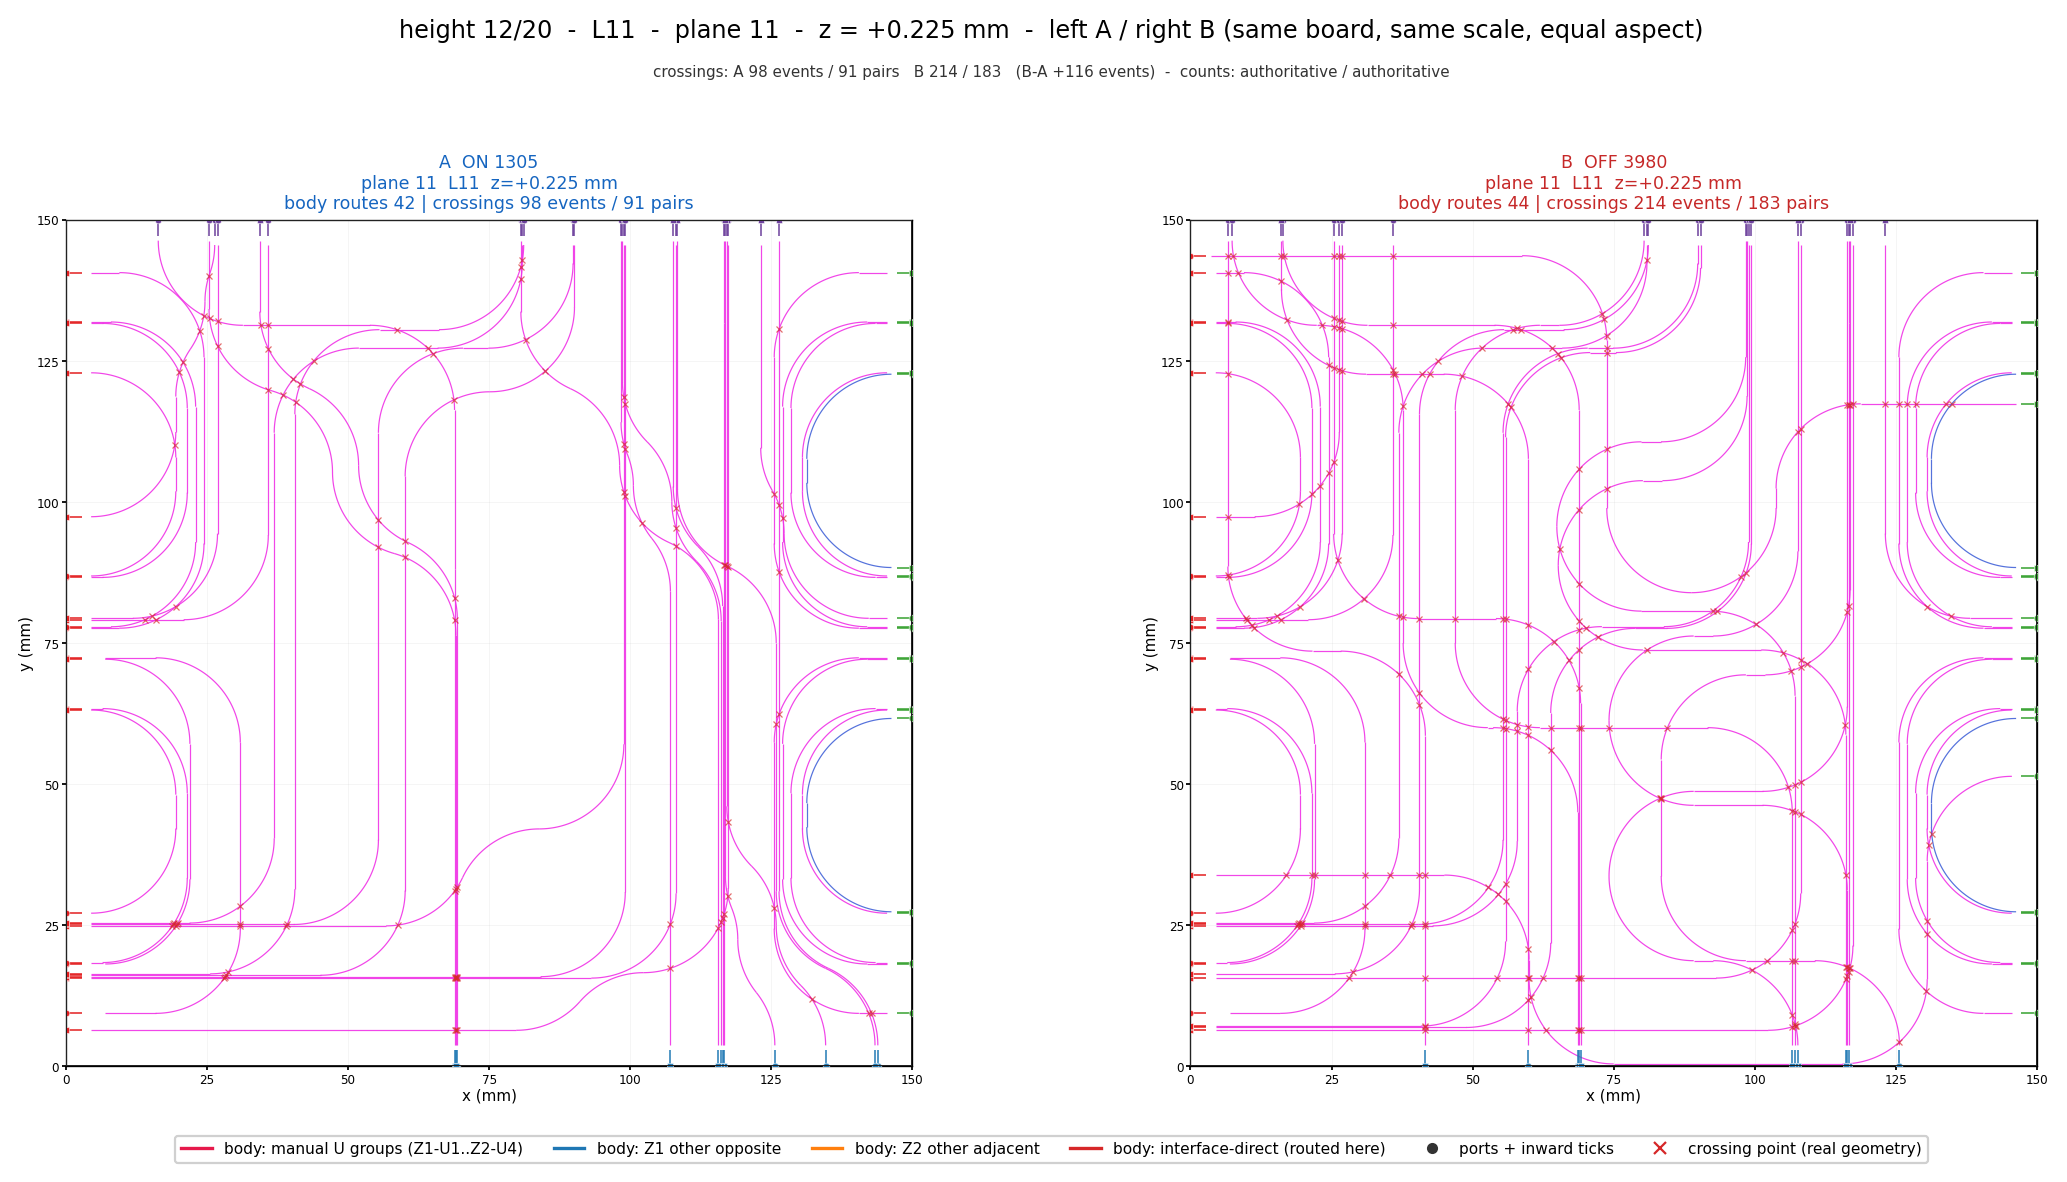 height 12/20  -  L11  -  plane 11  -  z = +0.225 mm  -  left A / right B (same board, same scale, equal aspect)
crossings: A 98 events / 91 pairs   B 214 / 183   (B-A +116 events)  -  counts: authoritative / authoritative
A  ON 1305
plane 11  L11  z=+0.225 mm
body routes 42 | crossings 98 events / 91 pairs
150
125
100
75
50
25
0
y (mm)
0 25 50 75 100 125 150
x (mm)
B  OFF 3980
plane 11  L11  z=+0.225 mm
body routes 44 | crossings 214 events / 183 pairs
150
125
100
75
50
25
0
y (mm)
0 25 50 75 100 125 150
x (mm)
body: manual U groups (Z1-U1..Z2-U4)
body: Z1 other opposite
body: Z2 other adjacent
body: interface-direct (routed here)
ports + inward ticks
crossing point (real geometry)